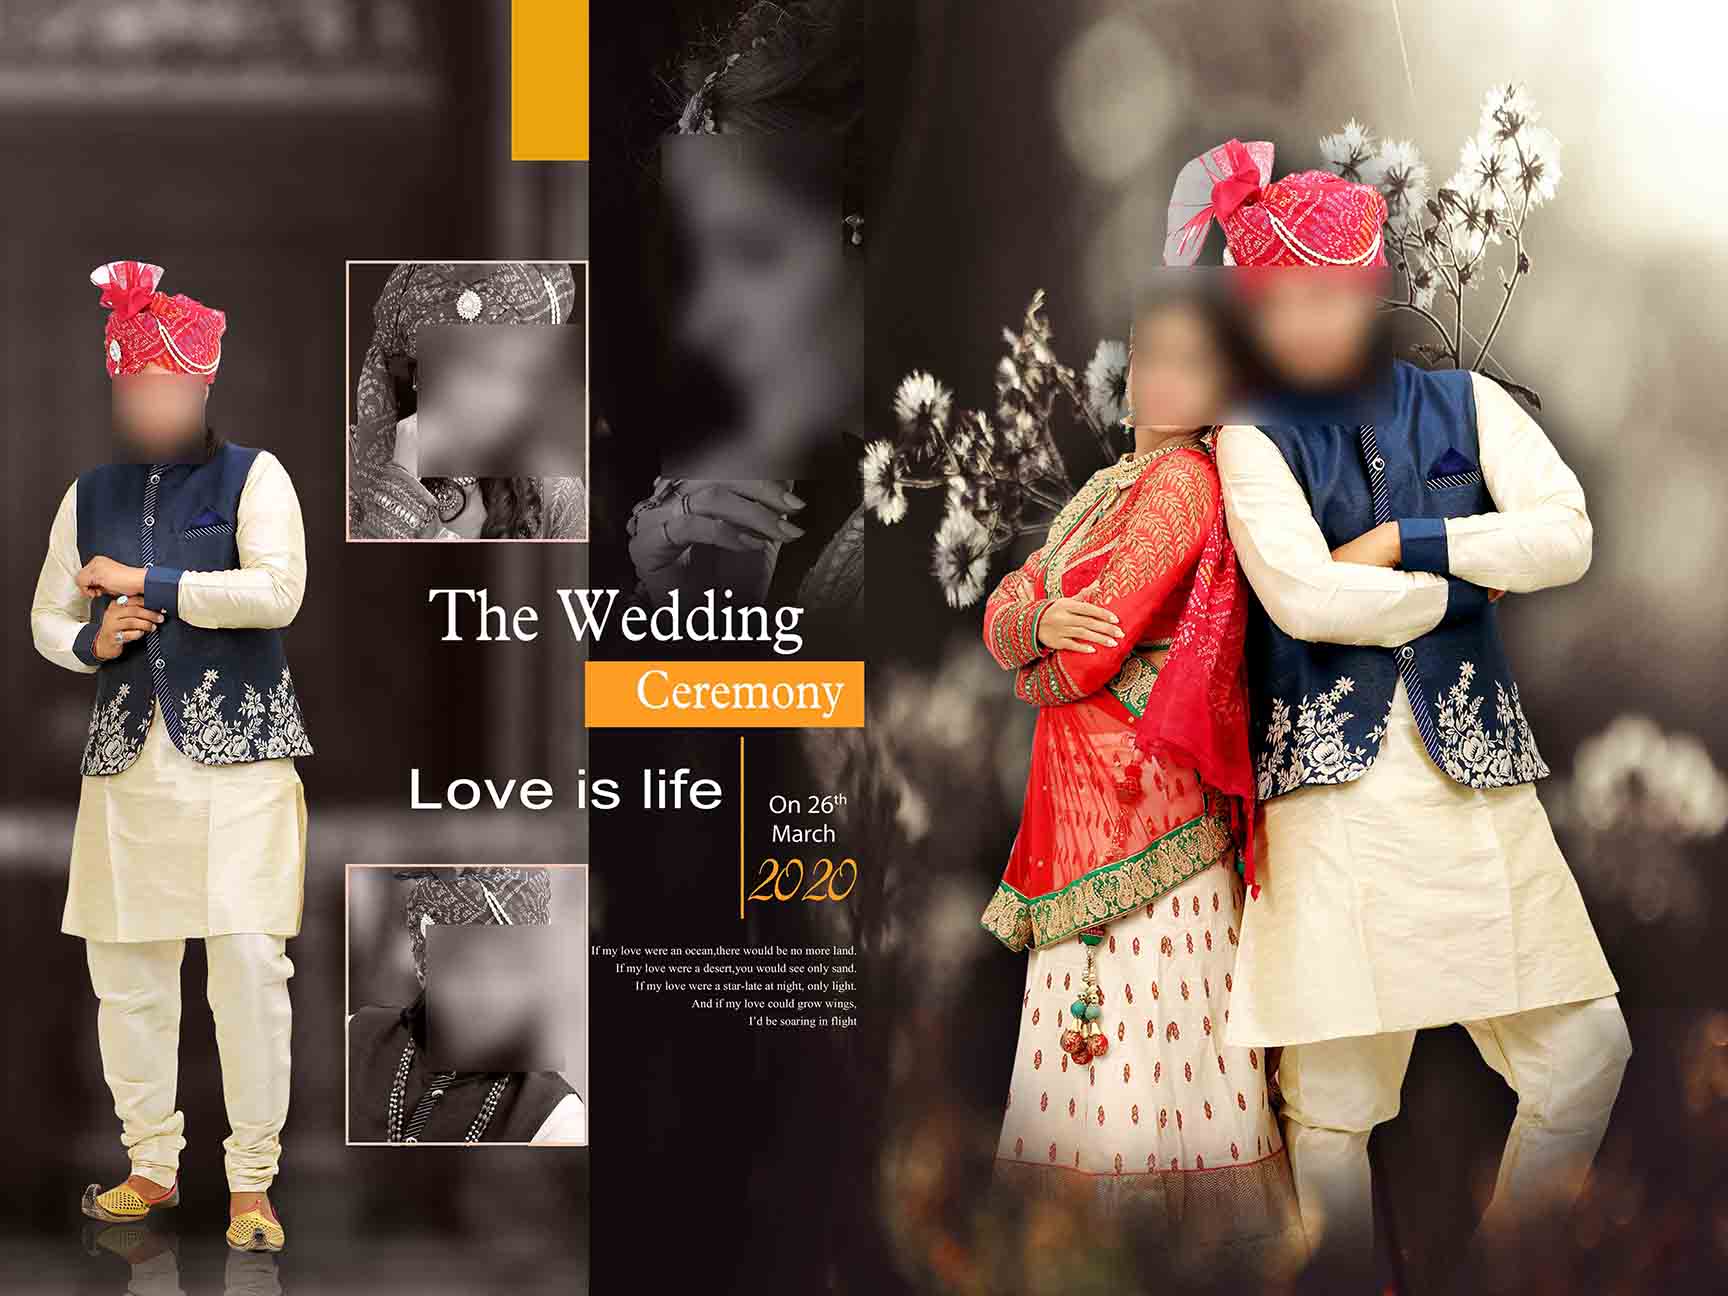 The Wedding
Ceremony
Love is life
On 26th
March
2020
If my love were an ocean,there would be no more land.
If my love were a desert,you would see only sand.
If my love were a star-late at night, only light.
And if my love could grow wings,
I'd be soaring in flight